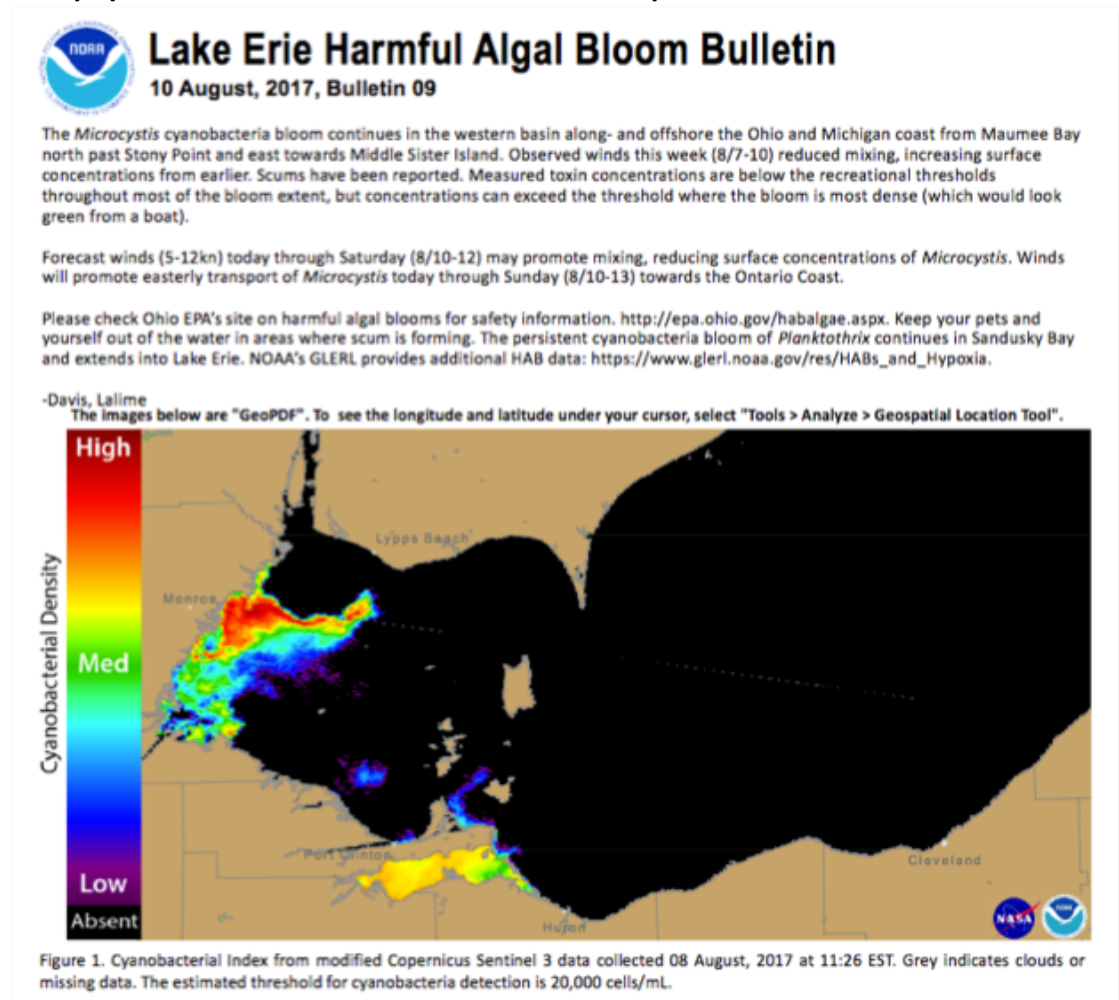 NOAA
Lake Erie Harmful Algal Bloom Bulletin
10 August, 2017, Bulletin 09
The Microcystis cyanobacteria bloom continues in the western basin along- and offshore the Ohio and Michigan coast from Maumee Bay
north past Stony Point and east towards Middle Sister Island. Observed winds this week (8/7-10) reduced mixing, increasing surface
concentrations from earlier. Scums have been reported. Measured toxin concentrations are below the recreational thresholds
throughout most of the bloom extent, but concentrations can exceed the threshold where the bloom is most dense (which would look
green from a boat).
Forecast winds (5-12kn) today through Saturday (8/10-12) may promote mixing, reducing surface concentrations of Microcystis. Winds
will promote easterly transport of Microcystis today through Sunday (8/10-13) towards the Ontario Coast.
Please check Ohio EPA's site on harmful algal blooms for safety information. http://epa.ohio.gov/habalgae.aspx. Keep your pets and
yourself out of the water in areas where scum is forming. The persistent cyanobacteria bloom of Planktothrix continues in Sandusky Bay
and extends into Lake Erie. NOAA's GLERL provides additional HAB data: https://www.glerl.noaa.gov/res/HABs_and_Hypoxia.
-Davis, Lalime
The images below are "GeoPDF". To see the longitude and latitude under your cursor, select "Tools > Analyze > Geospatial Location Tool".
High
Lypps Beach
Cyanobacterial Density
Monroe
Med
Port Clinton
Cleveland
Low
Absent
Huron
NASA
NOAA
Figure 1. Cyanobacterial Index from modified Copernicus Sentinel 3 data collected 08 August, 2017 at 11:26 EST. Grey indicates clouds or
missing data. The estimated threshold for cyanobacteria detection is 20,000 cells/mL.